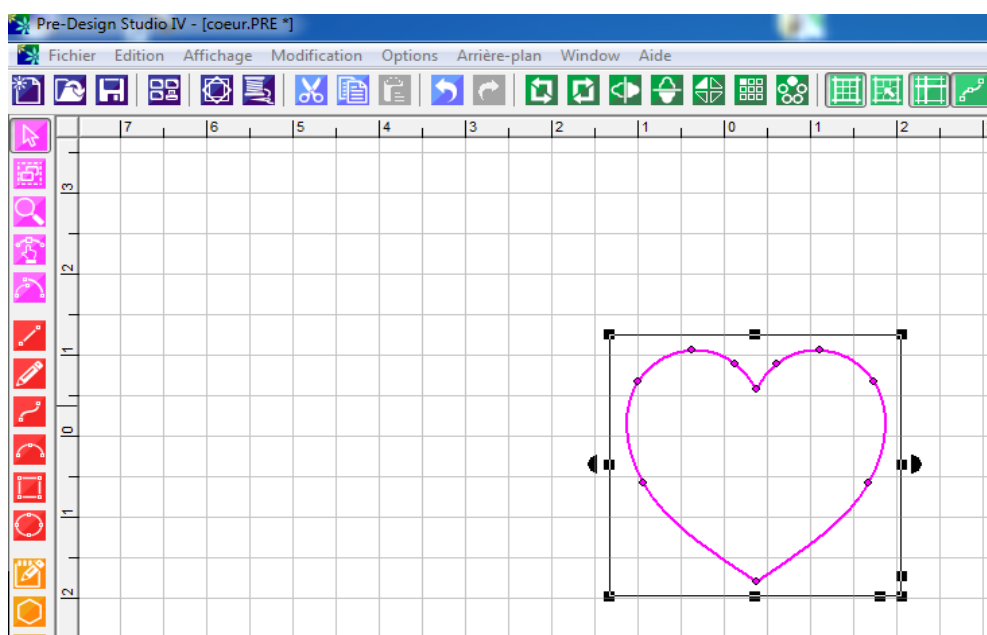 Pre-Design Studio IV - [coeur.PRE *]
Fichier Edition Affichage Modification Options Arrière-plan Window Aide
7 6 5 4 3 2 1 0 1 2
3
2
1
0
1
2